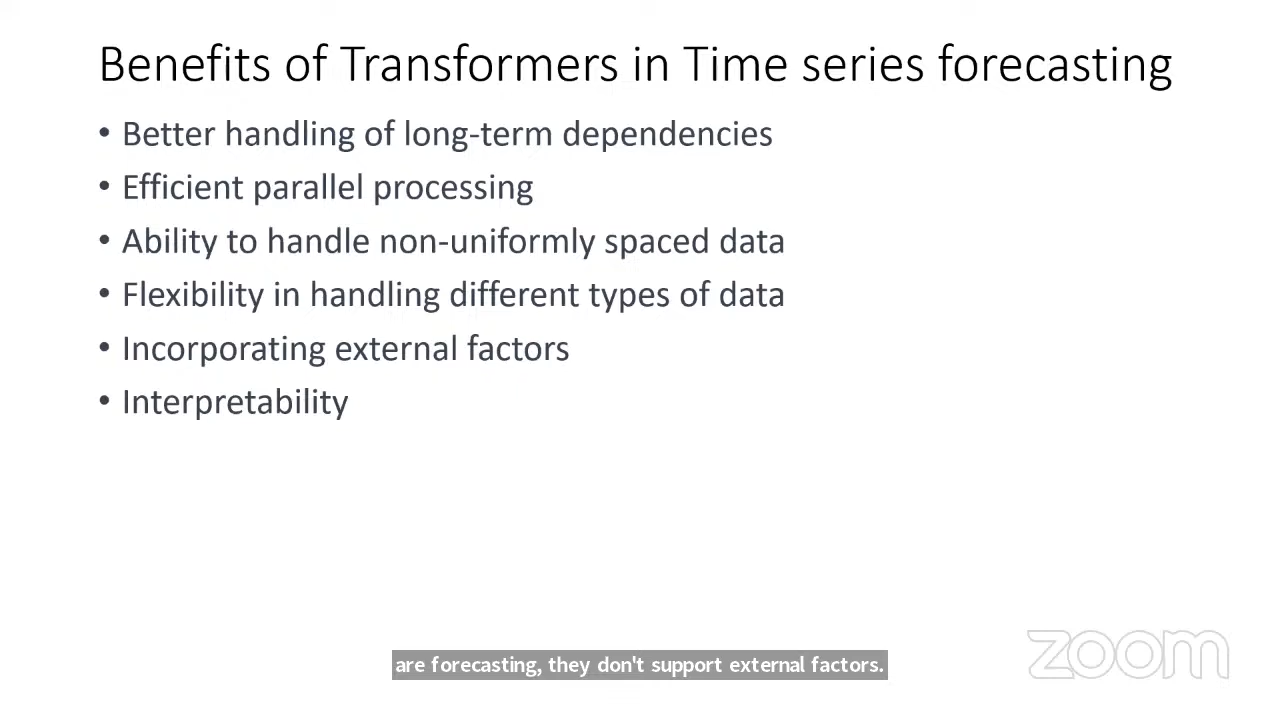 Benefits of Transformers in Time series forecasting
• Better handling of long-term dependencies
• Efficient parallel processing
• Ability to handle non-uniformly spaced data
• Flexibility in handling different types of data
• Incorporating external factors
• Interpretability
are forecasting, they don't support external factors.
zoom